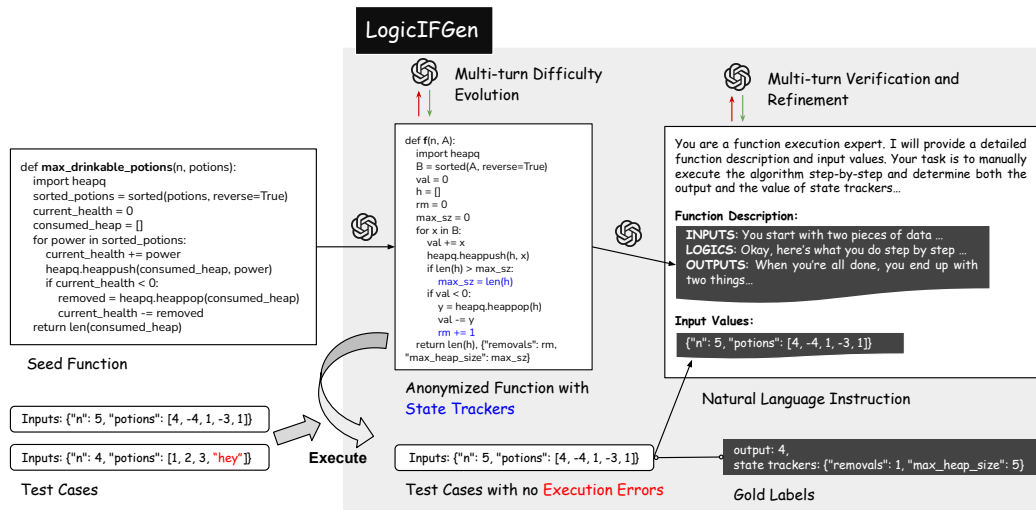 LogicIFGen
Multi-turn Difficulty
Evolution
Multi-turn Verification and
Refinement
def max_drinkable_potions(n, potions):
import heapq
sorted_potions = sorted(potions, reverse=True)
current_health = 0
consumed_heap = []
for power in sorted_potions:
current_health += power
heapq.heappush(consumed_heap, power)
if current_health < 0:
removed = heapq.heappop(consumed_heap)
current_health -= removed
return len(consumed_heap)
Seed Function
def f(n, A):
import heapq
B = sorted(A, reverse=True)
val = 0
h = []
rm = 0
max_sz = 0
for x in B:
val += x
heapq.heappush(h, x)
if len(h) > max_sz:
max_sz = len(h)
if val < 0:
y = heapq.heappop(h)
val -= y
rm += 1
return len(h), {"removals": rm,
"max_heap_size": max_sz}
Anonymized Function with
State Trackers
You are a function execution expert. I will provide a detailed
function description and input values. Your task is to manually
execute the algorithm step-by-step and determine both the
output and the value of state trackers…
Function Description:
INPUTS: You start with two pieces of data …
LOGICS: Okay, here's what you do step by step …
OUTPUTS: When you're all done, you end up with
two things…
Input Values:
{"n": 5, "potions": [4, -4, 1, -3, 1]}
Natural Language Instruction
Inputs: {"n": 5, "potions": [4, -4, 1, -3, 1]}
Inputs: {"n": 4, "potions": [1, 2, 3, "hey"]}
Test Cases
Execute
Inputs: {"n": 5, "potions": [4, -4, 1, -3, 1]}
Test Cases with no Execution Errors
output: 4,
state trackers: {"removals": 1, "max_heap_size": 5}
Gold Labels